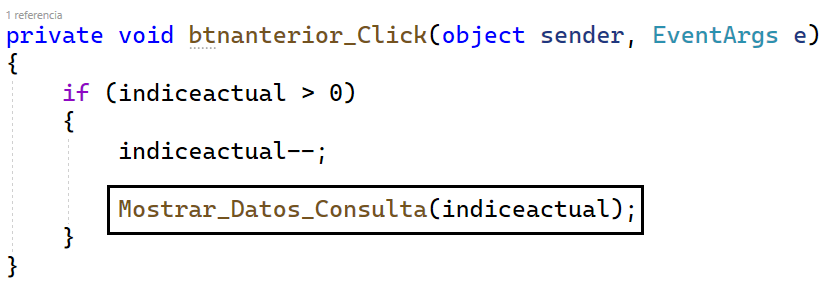 1 referencia
private void btnanterior_Click(object sender, EventArgs e)
{
    if (indiceactual > 0)
    {
        indiceactual--;
        Mostrar_Datos_Consulta(indiceactual);
    }
}